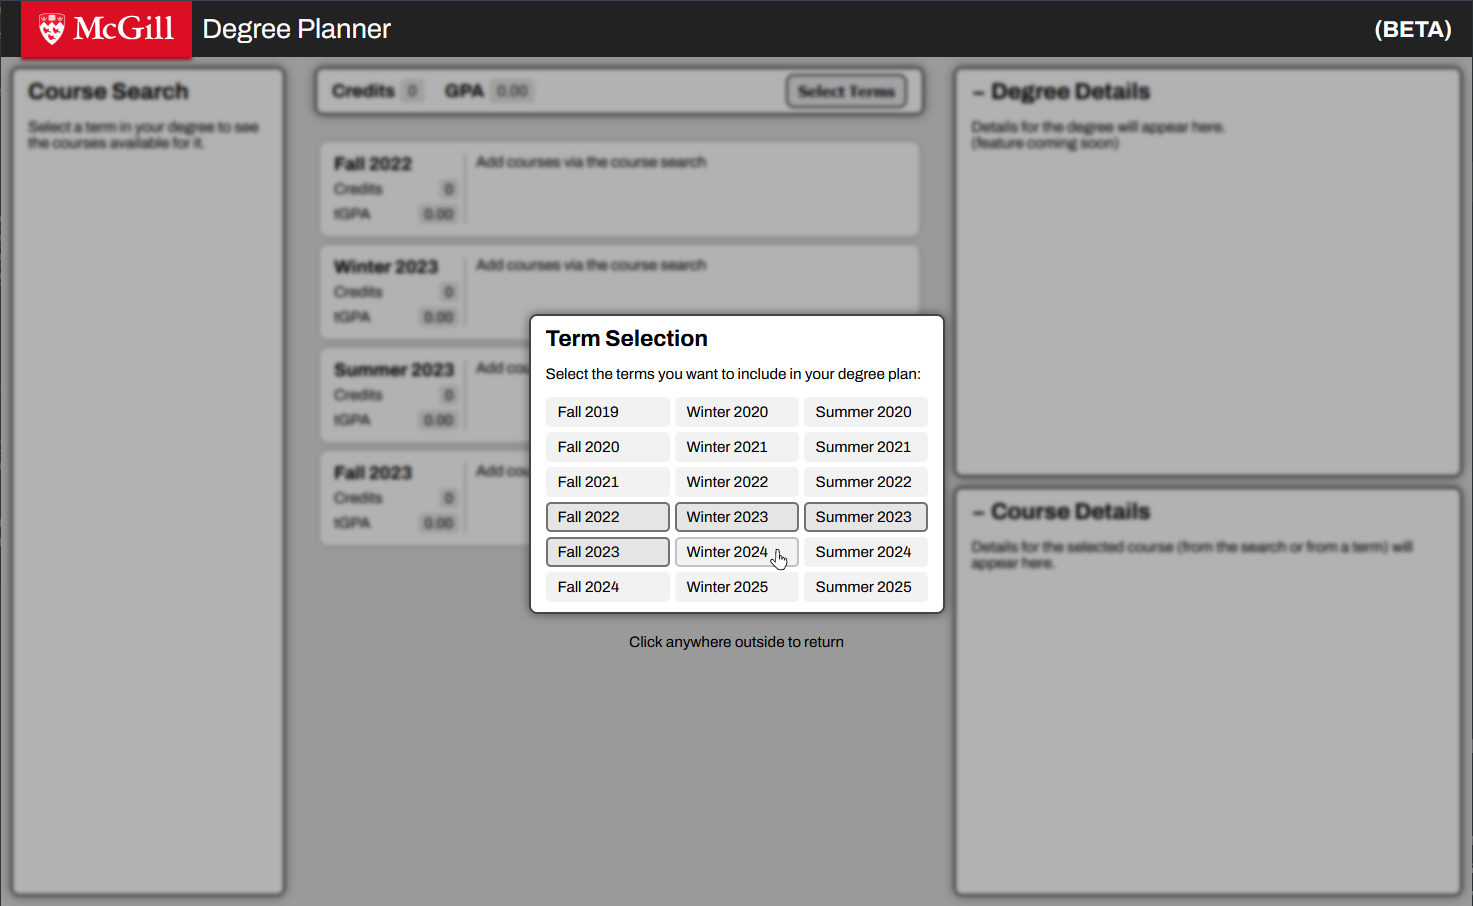 McGill
Degree Planner
(BETA)
Course Search
Select a term in your degree to see
the courses available for it.
Credits 0 GPA 0.00
Select Terms
Fall 2022
Credits 0
tGPA 0.00
Add courses via the course search
Winter 2023
Credits 0
tGPA 0.00
Add courses via the course search
Summer 2023
Credits 0
tGPA 0.00
Add cou
Fall 2023
Credits 0
tGPA 0.00
Add cou
Term Selection
Select the terms you want to include in your degree plan:
Fall 2019 Winter 2020 Summer 2020
Fall 2020 Winter 2021 Summer 2021
Fall 2021 Winter 2022 Summer 2022
Fall 2022 Winter 2023 Summer 2023
Fall 2023 Winter 2024 Summer 2024
Fall 2024 Winter 2025 Summer 2025
Click anywhere outside to return
– Degree Details
Details for the degree will appear here.
(feature coming soon)
– Course Details
Details for the selected course (from the search or from a term) will
appear here.